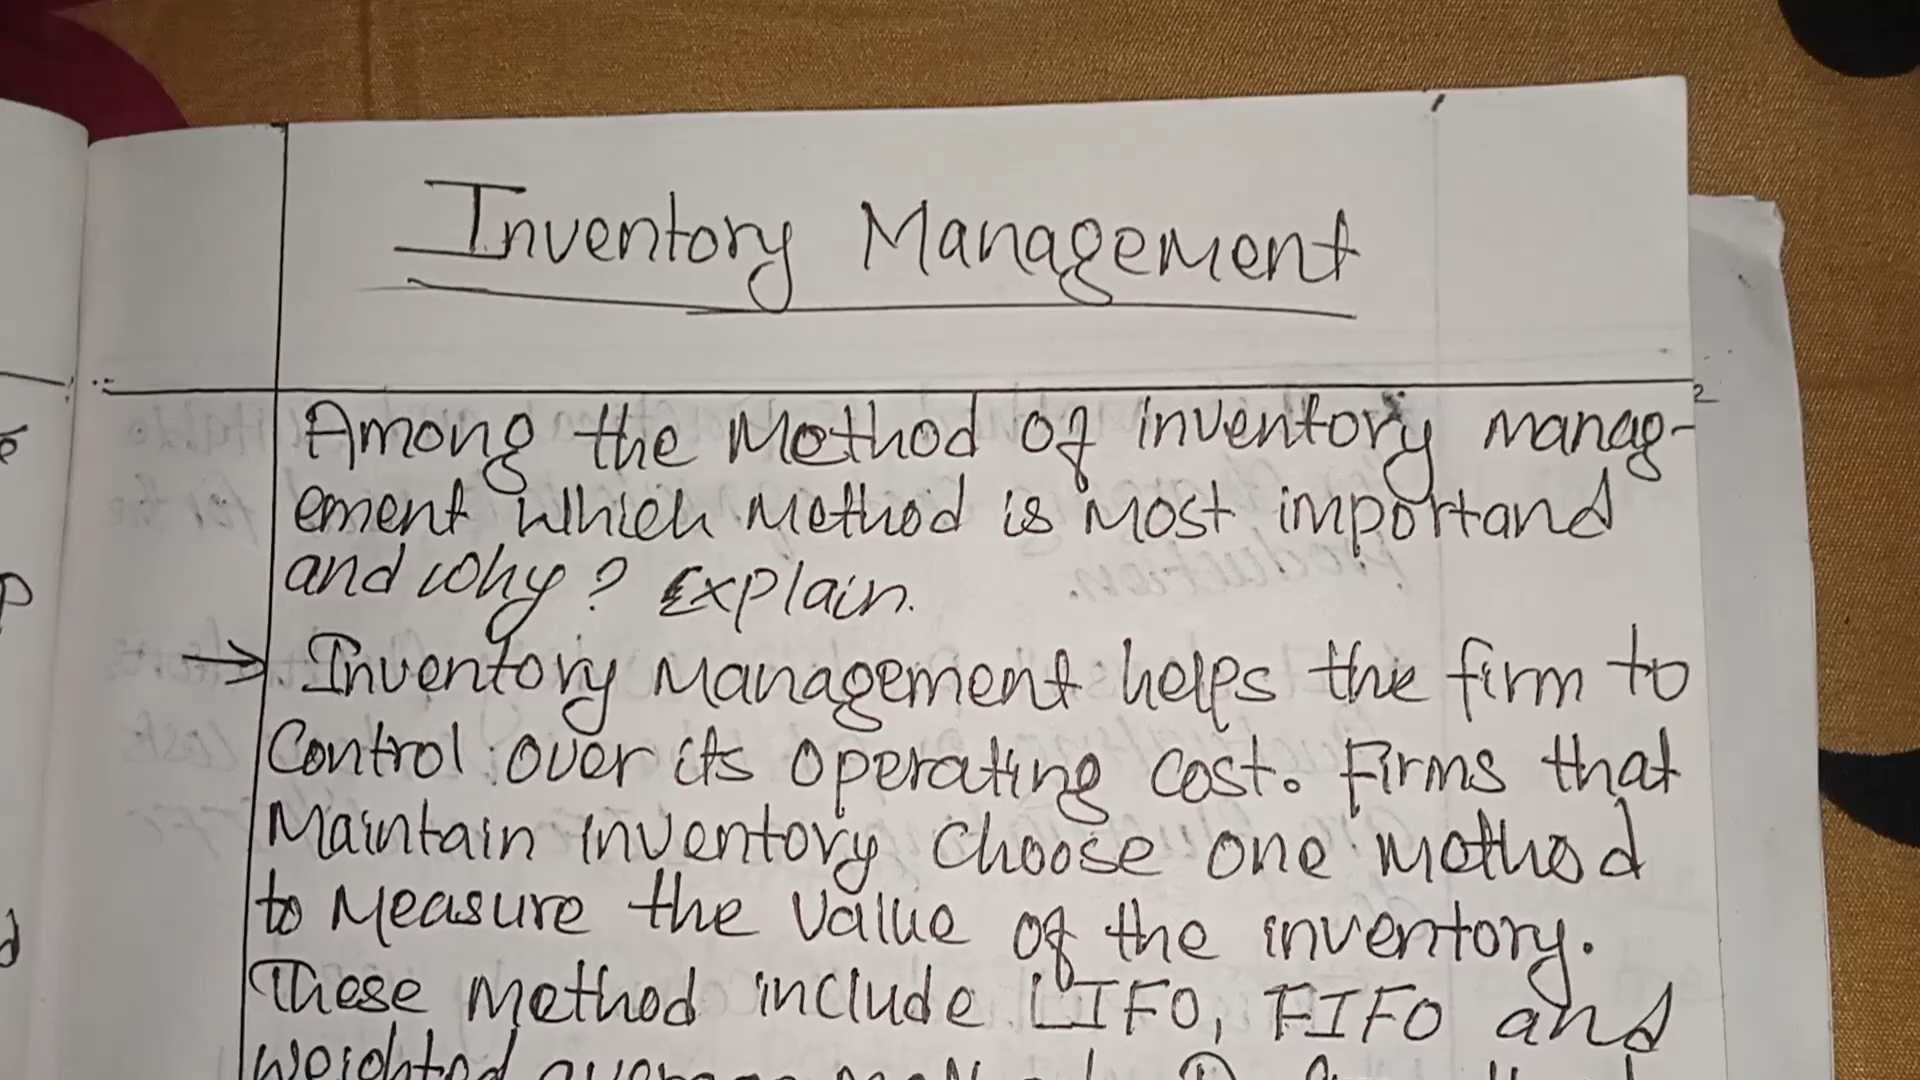 Inventory Management
Among the Method of inventory manag-
ement which Method is Most importand
and why? Explain.
→ Inventory Management helps the firm to
Control over its operating cost. Firms that
Maintain inventory choose one method
to Measure the value of the inventory.
These Method include LIFO, FIFO and
Weighted average